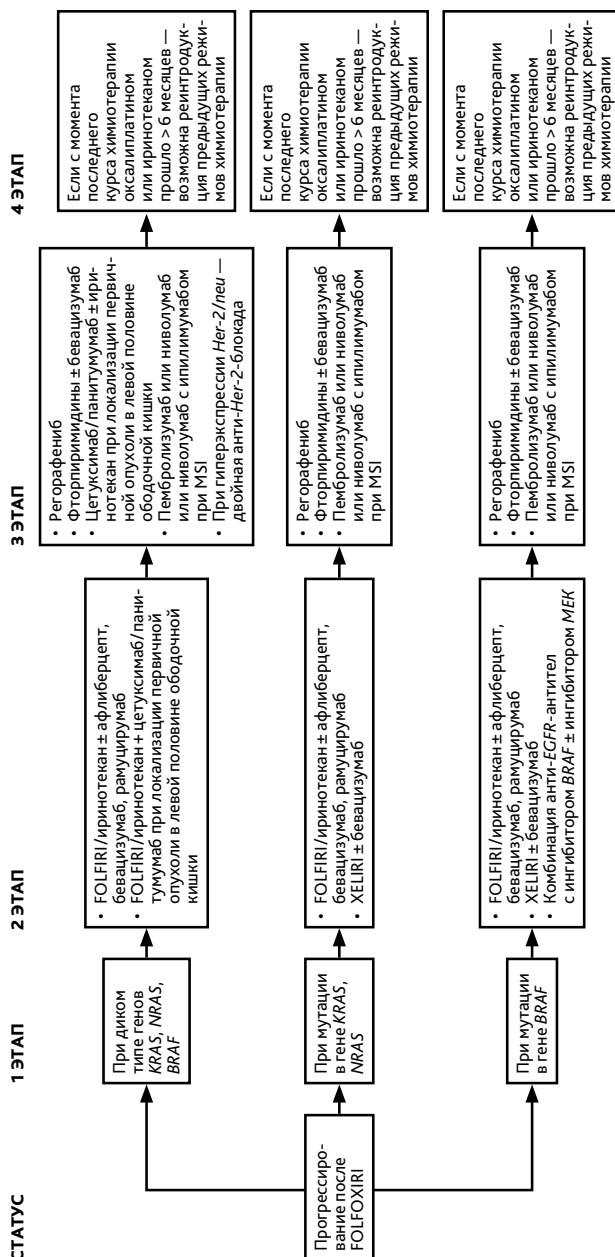 СТАТУС
1 ЭТАП
2 ЭТАП
3 ЭТАП
4 ЭТАП
Прогрессиро-
вание после
FOLFOXIRI
При диком
типе генов
KRAS, NRAS,
BRAF
• FOLFIRI/иринотекан ± афлиберцепт,
бевацизумаб, рамуцирумаб
• FOLFIRI/иринотекан + цетуксимаб/пани-
тумумаб при локализации первичной
опухоли в левой половине ободочной
кишки
• Регорафениб
• Фторпиримидины ± бевацизумаб
• Цетуксимаб/панитумумаб ± ири-
нотекан при локализации первич-
ной опухоли в левой половине
ободочной кишки
• Пембролизумаб или ниволумаб
или ниволумаб с ипилимумабом
при MSI
• При гиперэкспрессии Her-2/neu —
двойная анти-Her-2-блокада
Если с момента
последнего
курса химиотерапии
оксалиплатином
или иринотеканом
прошло > 6 месяцев —
возможна реинтродук-
ция предыдущих режи-
мов химиотерапии
При мутации
в гене KRAS,
NRAS
• FOLFIRI/иринотекан ± афлиберцепт,
бевацизумаб, рамуцирумаб
• XELIRI ± бевацизумаб
• Регорафениб
• Фторпиримидины ± бевацизумаб
• Пембролизумаб или ниволумаб
или ниволумаб с ипилимумабом
при MSI
Если с момента
последнего
курса химиотерапии
оксалиплатином
или иринотеканом
прошло > 6 месяцев —
возможна реинтродук-
ция предыдущих режи-
мов химиотерапии
При мутации
в гене BRAF
• FOLFIRI/иринотекан ± афлиберцепт,
бевацизумаб, рамуцирумаб
• XELIRI ± бевацизумаб
• Комбинация анти-EGFR-антител
с ингибитором BRAF ± ингибитором MEK
• Регорафениб
• Фторпиримидины ± бевацизумаб
• Пембролизумаб или ниволумаб
или ниволумаб с ипилимумабом
при MSI
Если с момента
последнего
курса химиотерапии
оксалиплатином
или иринотеканом
прошло > 6 месяцев —
возможна реинтродук-
ция предыдущих режи-
мов химиотерапии